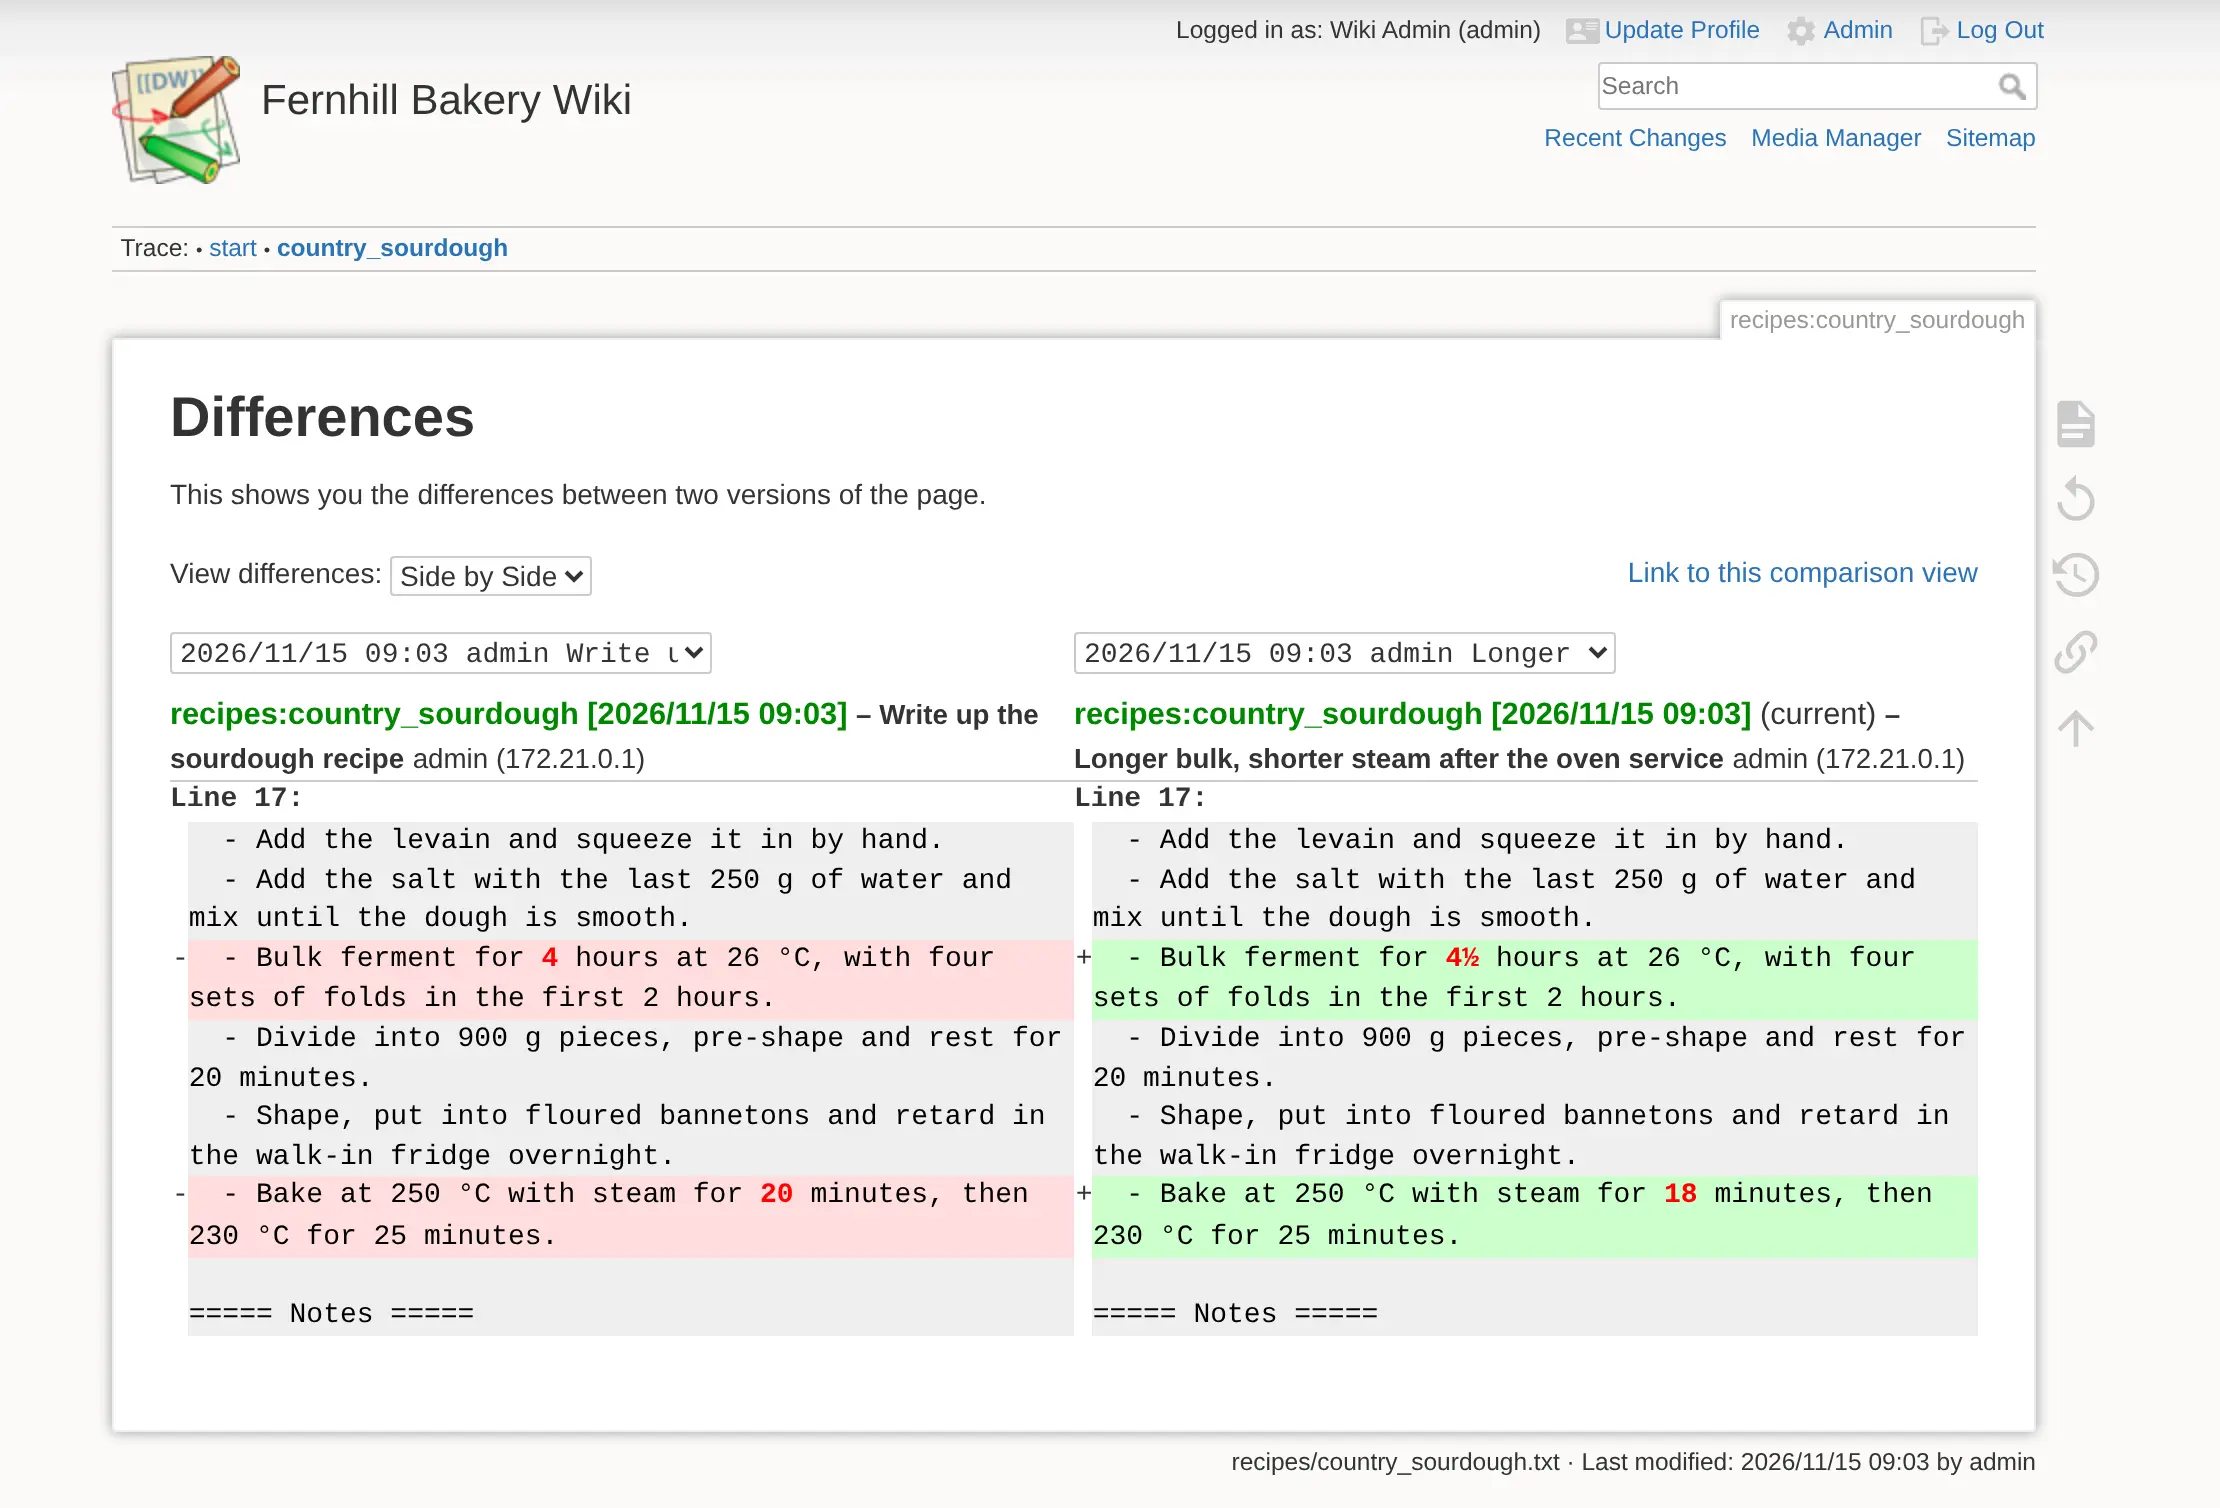 Logged in as: Wiki Admin (admin) Update Profile Admin Log Out
[[DW]]
Fernhill Bakery Wiki
Search
Recent Changes Media Manager Sitemap
Trace: • start • country_sourdough
recipes:country_sourdough
Differences
This shows you the differences between two versions of the page.
View differences: Side by Side
Link to this comparison view
2026/11/15 09:03 admin Write
recipes:country_sourdough [2026/11/15 09:03] – Write up the
sourdough recipe admin (172.21.0.1)
Line 17:
- Add the levain and squeeze it in by hand.
- Add the salt with the last 250 g of water and
mix until the dough is smooth.
- - Bulk ferment for 4 hours at 26 °C, with four
sets of folds in the first 2 hours.
- Divide into 900 g pieces, pre-shape and rest for
20 minutes.
- Shape, put into floured bannetons and retard in
the walk-in fridge overnight.
- - Bake at 250 °C with steam for 20 minutes, then
230 °C for 25 minutes.
===== Notes =====
2026/11/15 09:03 admin Longer
recipes:country_sourdough [2026/11/15 09:03] (current) –
Longer bulk, shorter steam after the oven service admin (172.21.0.1)
Line 17:
- Add the levain and squeeze it in by hand.
- Add the salt with the last 250 g of water and
mix until the dough is smooth.
+ - Bulk ferment for 4½ hours at 26 °C, with four
sets of folds in the first 2 hours.
- Divide into 900 g pieces, pre-shape and rest for
20 minutes.
- Shape, put into floured bannetons and retard in
the walk-in fridge overnight.
+ - Bake at 250 °C with steam for 18 minutes, then
230 °C for 25 minutes.
===== Notes =====
recipes/country_sourdough.txt · Last modified: 2026/11/15 09:03 by admin